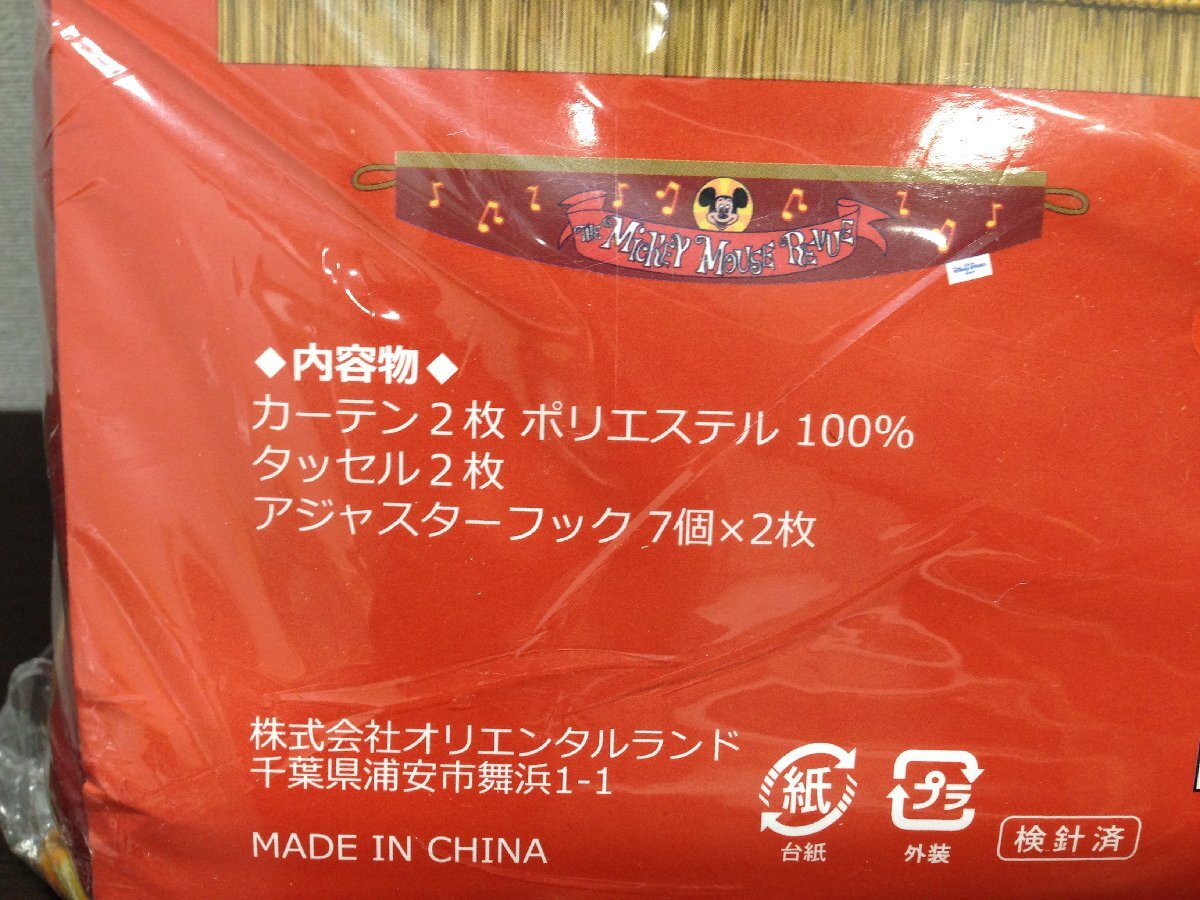 THE MICKEY MOUSE REVUE
◆内容物◆
カーテン2枚 ポリエステル 100%
タッセル2枚
アジャスターフック 7個×2枚
株式会社オリエンタルランド
千葉県浦安市舞浜1-1
MADE IN CHINA
紙
台紙
プラ
外装
検針済